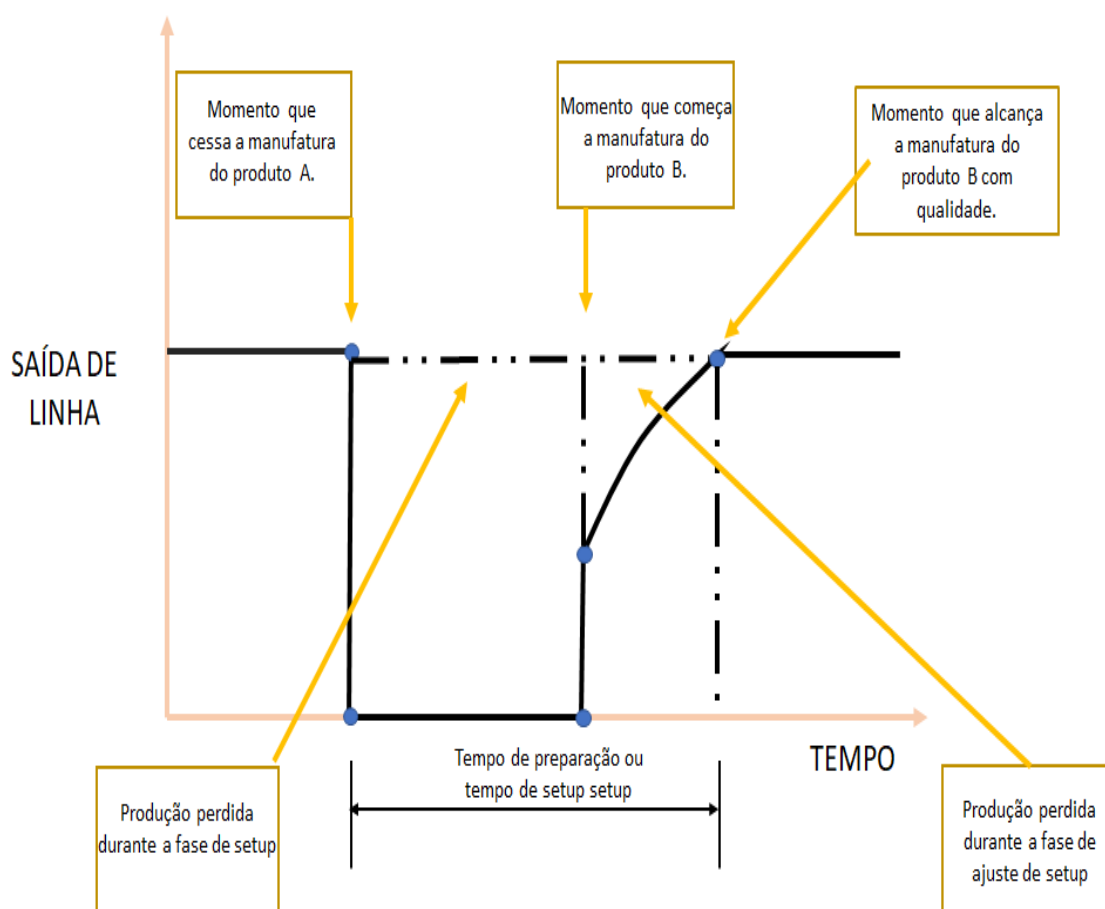 Momento que
cessa a manufatura
do produto A.
Momento que começa
a manufatura do
produto B.
Momento que alcança
a manufatura do
produto B com
qualidade.
SAÍDA DE
LINHA
TEMPO
Tempo de preparação ou
tempo de setup setup
Produção perdida
durante a fase de setup
Produção perdida
durante a fase de
ajuste de setup